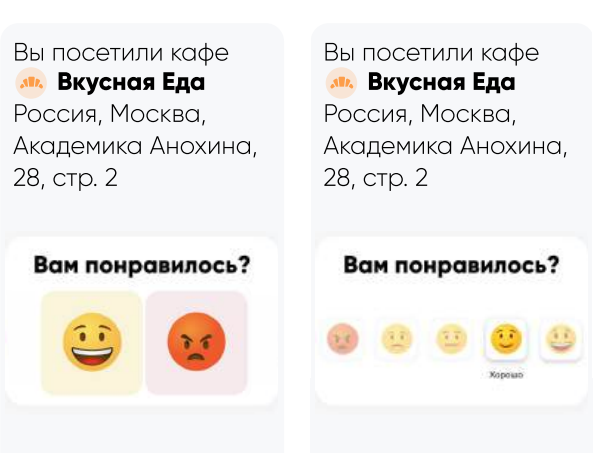 Вы посетили кафе
Вкусная Еда
Россия, Москва,
Академика Анохина,
28, стр. 2
Вам понравилось?
Вы посетили кафе
Вкусная Еда
Россия, Москва,
Академика Анохина,
28, стр. 2
Вам понравилось?
Хорошо